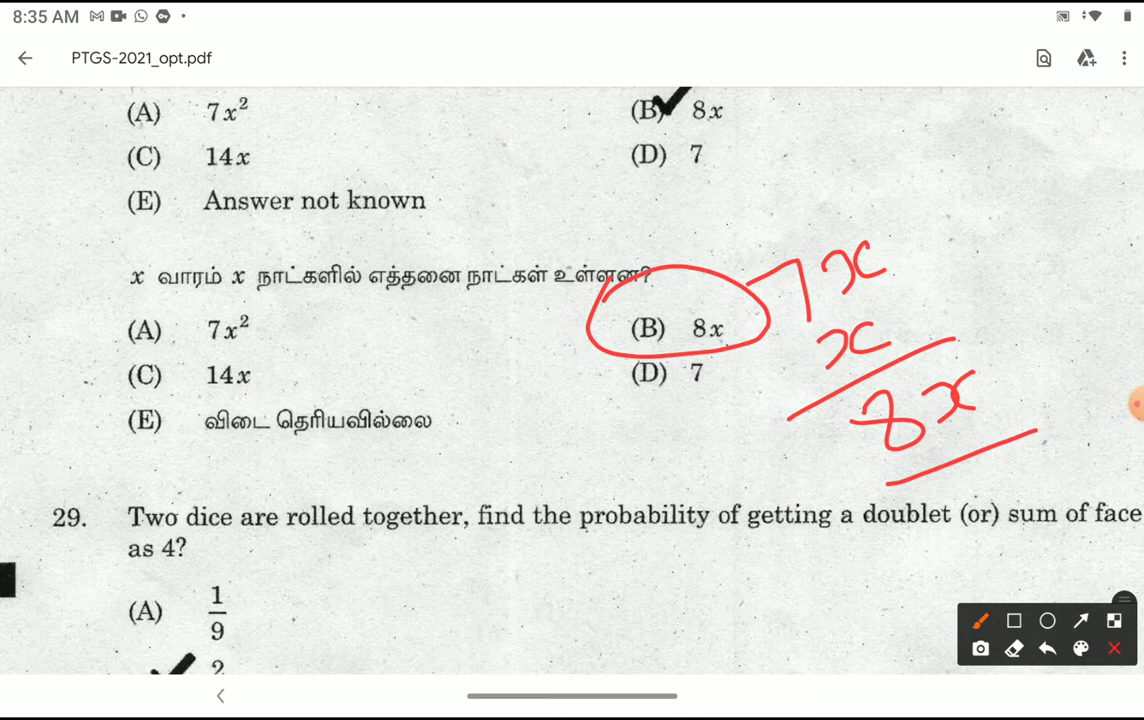 8:35 AM
PTGS-2021_opt.pdf
(A) 7x² (B) 8x
(C) 14x (D) 7
(E) Answer not known
x வாரம் x நாட்களில் எத்தனை நாட்கள் உள்ளன?
7x
(A) 7x² (B) 8x
x
(C) 14x (D) 7
8x
(E) விடை தெரியவில்லை
29. Two dice are rolled together, find the probability of getting a doublet (or) sum of face
as 4?
(A) 1/9
2